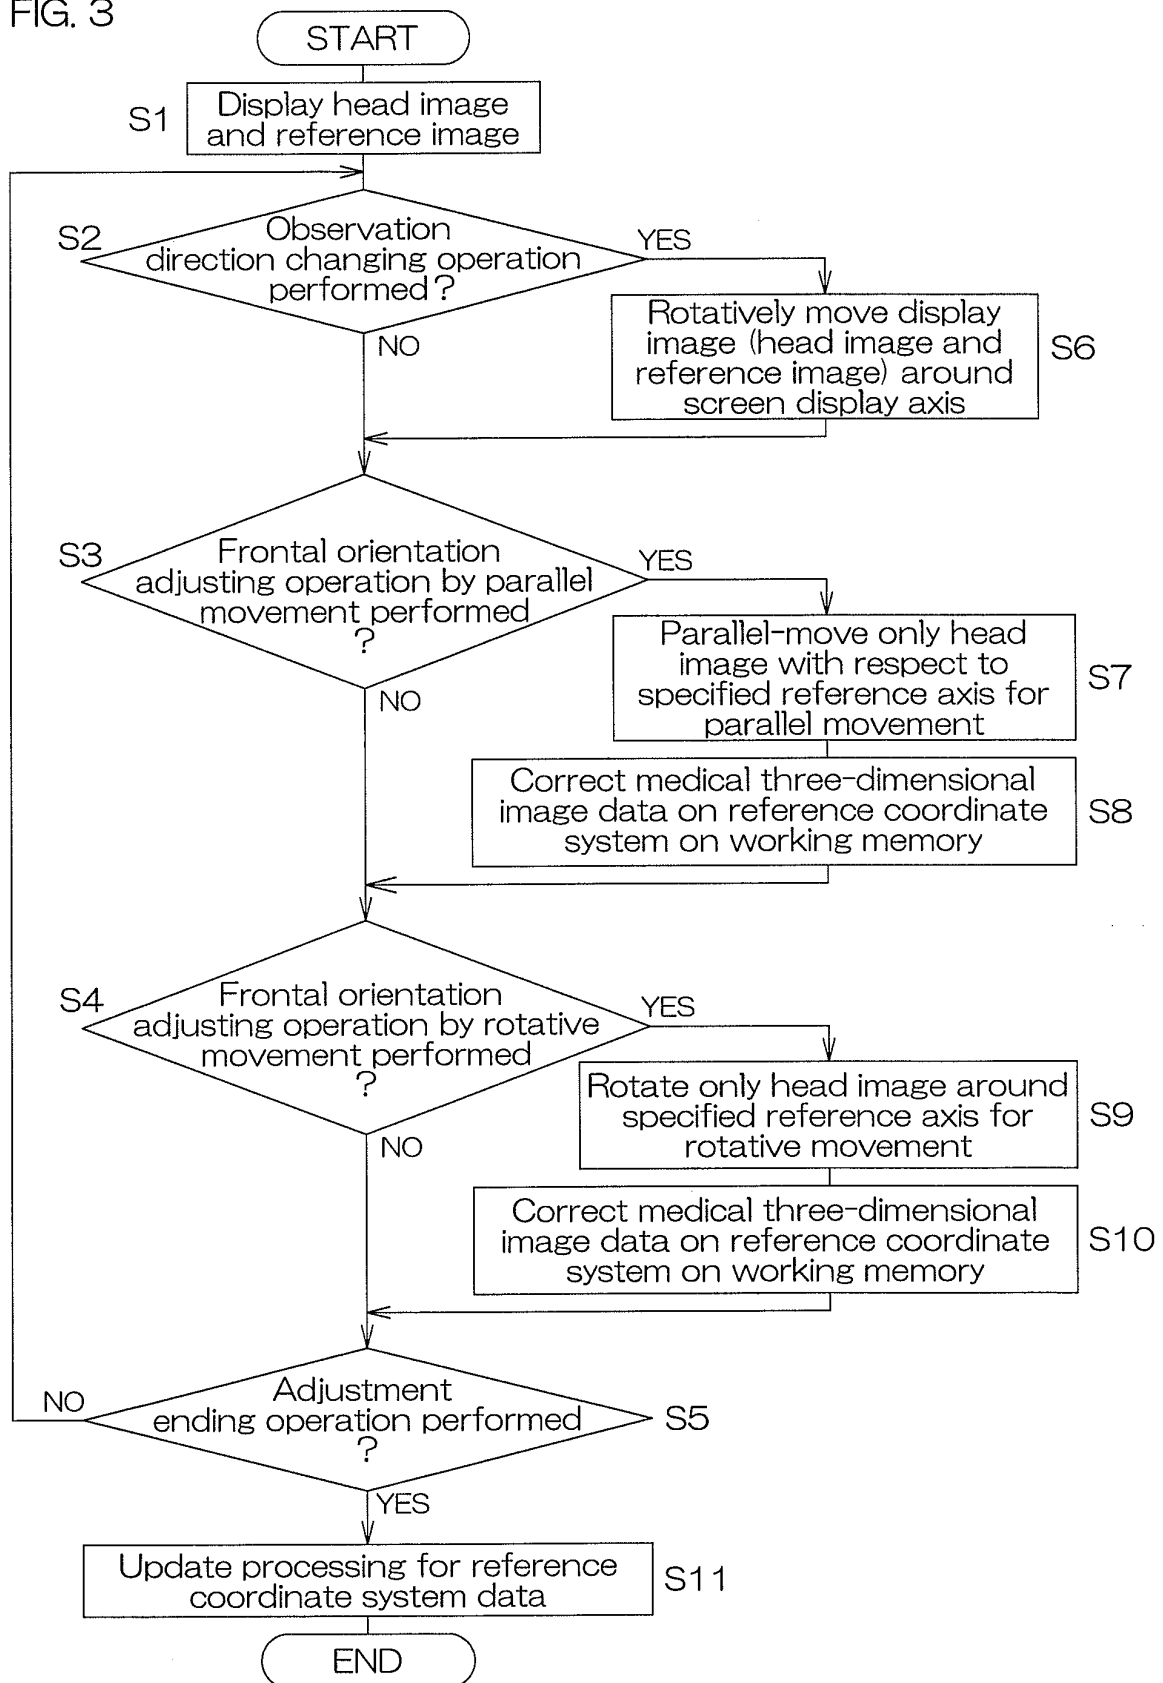 FIG. 3
START
S1
Display head image
and reference image
S2
Observation
direction changing operation
performed?
YES
NO
Rotatively move display
image (head image and
reference image) around
screen display axis
S6
S3
Frontal orientation
adjusting operation by parallel
movement performed
?
YES
NO
Parallel-move only head
image with respect to
specified reference axis for
parallel movement
S7
Correct medical three-dimensional
image data on reference coordinate
system on working memory
S8
S4
Frontal orientation
adjusting operation by rotative
movement performed
?
YES
NO
Rotate only head image around
specified reference axis for
rotative movement
S9
Correct medical three-dimensional
image data on reference coordinate
system on working memory
S10
NO
Adjustment
ending operation performed
?
S5
YES
Update processing for reference
coordinate system data
S11
END